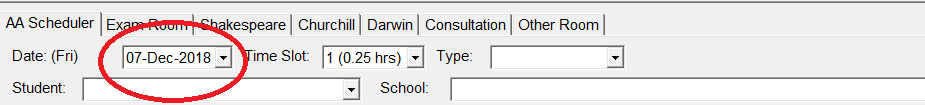 AA Scheduler Exam Room Shakespeare Churchill Darwin Consultation Other Room
Date: (Fri) 07-Dec-2018 Time Slot: 1 (0.25 hrs) Type:
Student: School: